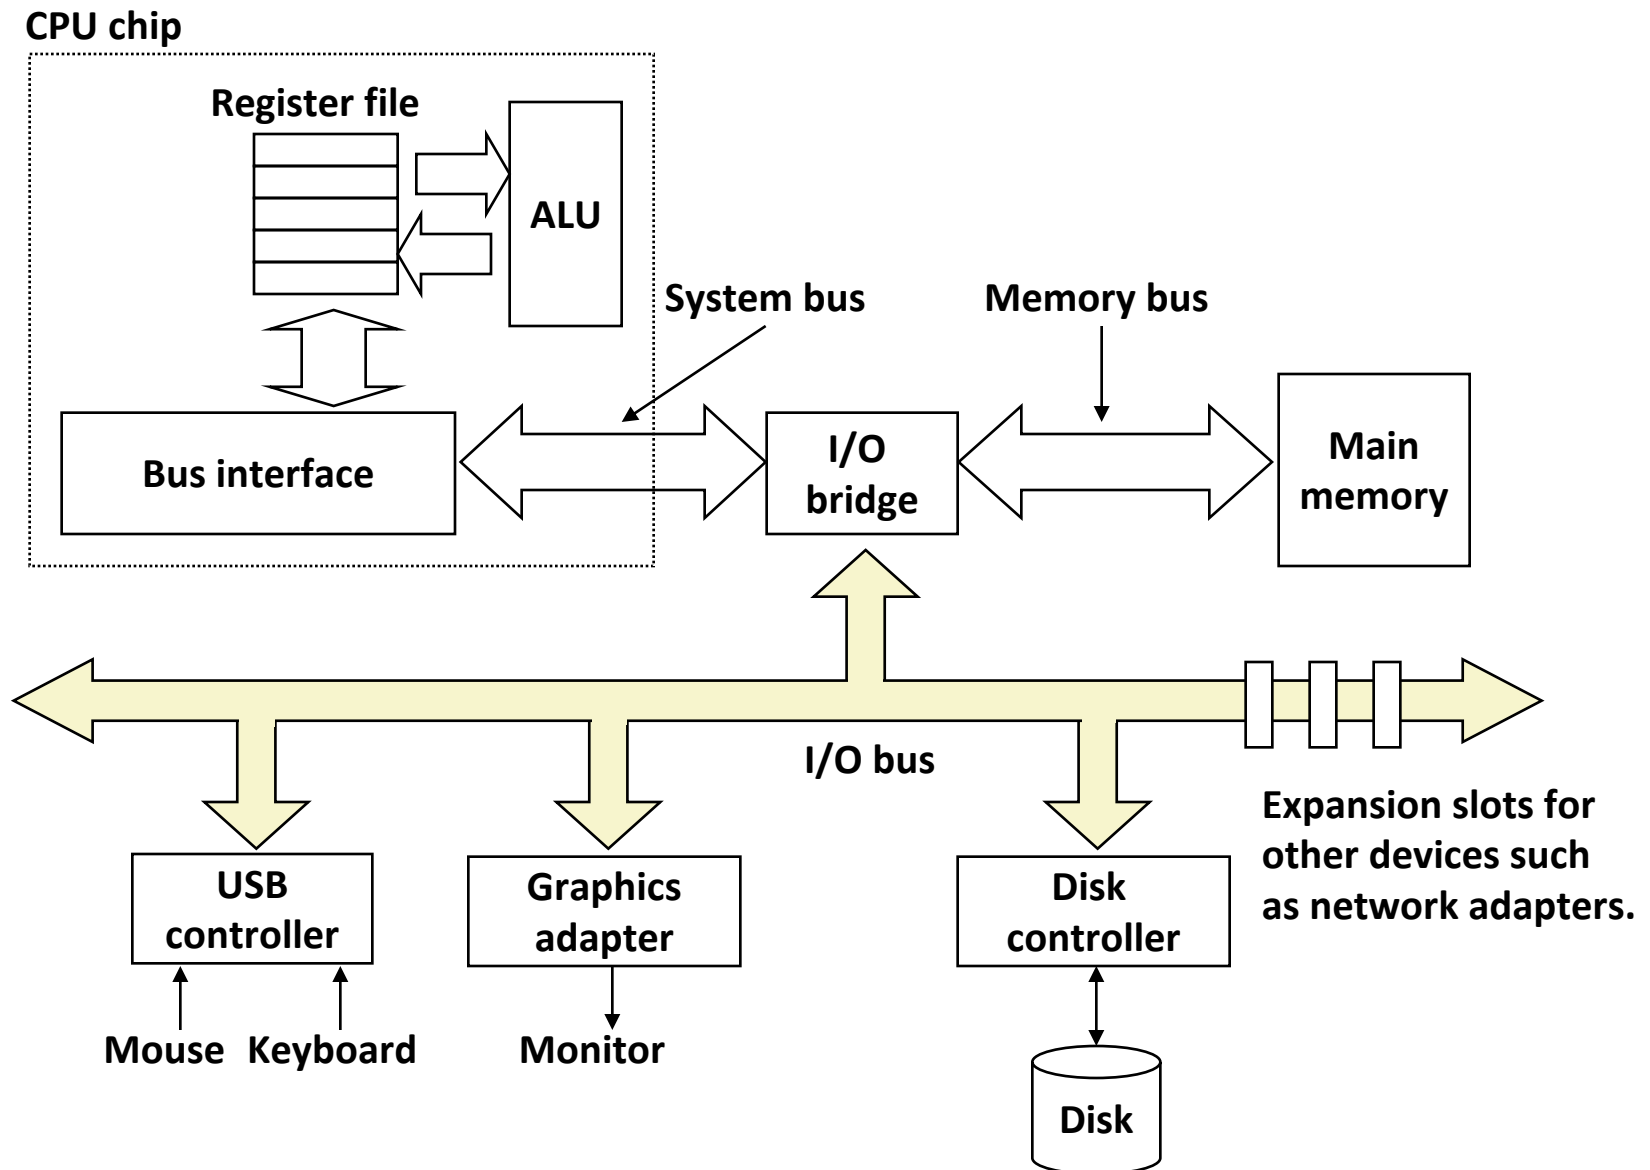 CPU chip
Register file
ALU
System bus
Memory bus
Bus interface
I/O
bridge
Main
memory
I/O bus
Expansion slots for
other devices such
as network adapters.
USB
controller
Graphics
adapter
Disk
controller
Mouse
Keyboard
Monitor
Disk